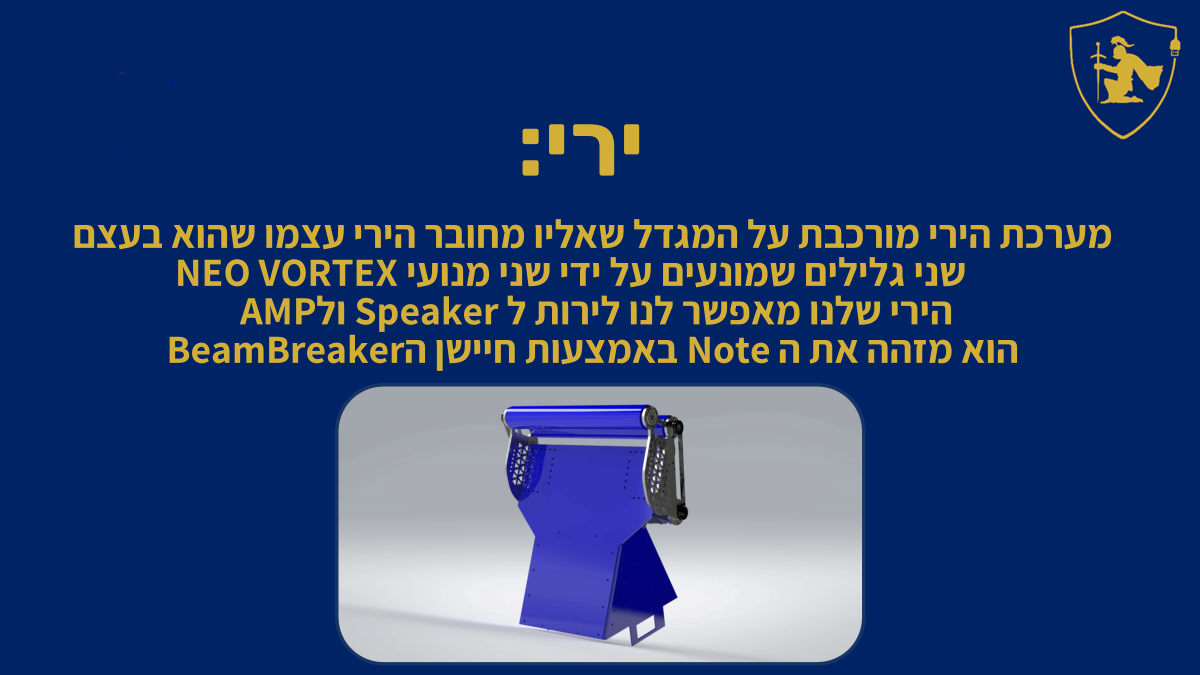 ירי:
מערכת הירי מורכבת על המגדל שאליו מחובר הירי עצמו שהוא בעצם
שני גלילים שמונעים על ידי שני מנועי NEO VORTEX
הירי שלנו מאפשר לנו לירות ל Speaker ולAMP
הוא מזהה את ה Note באמצעות חיישן הBeamBreaker